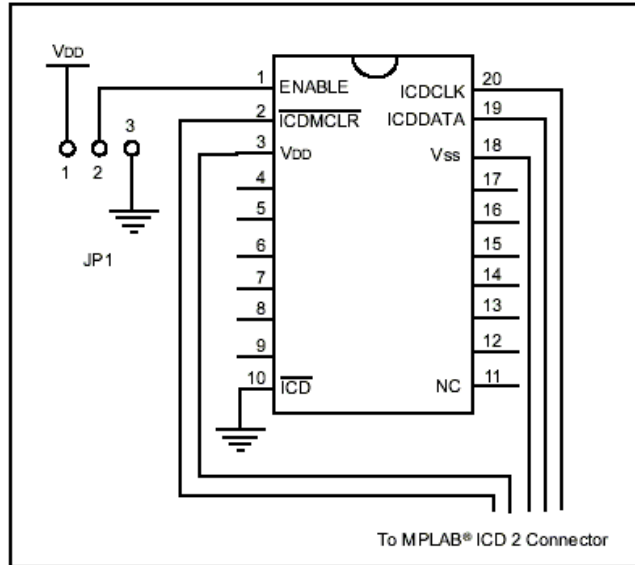 VDD
1
2
3
JP1
1 ENABLE
2 ICDMCLR
3 VDD
4
5
6
7
8
9
10 ICD
ICDCLK 20
ICDDATA 19
VSS 18
17
16
15
14
13
12
NC 11
To MPLAB® ICD 2 Connector